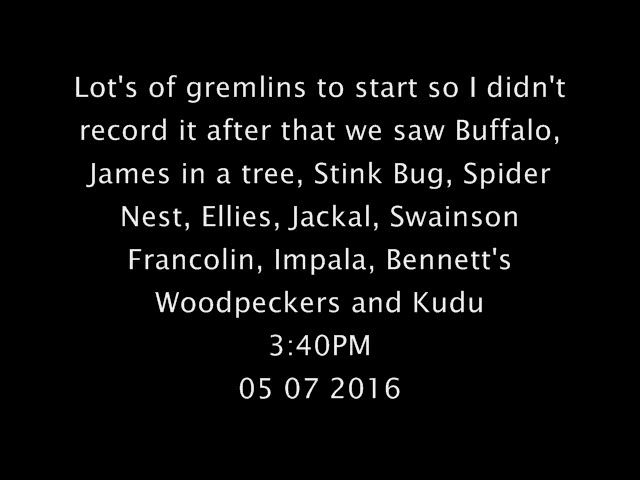 Lot's of gremlins to start so I didn't
record it after that we saw Buffalo,
James in a tree, Stink Bug, Spider
Nest, Ellies, Jackal, Swainson
Francolin, Impala, Bennett's
Woodpeckers and Kudu
3:40PM
05 07 2016